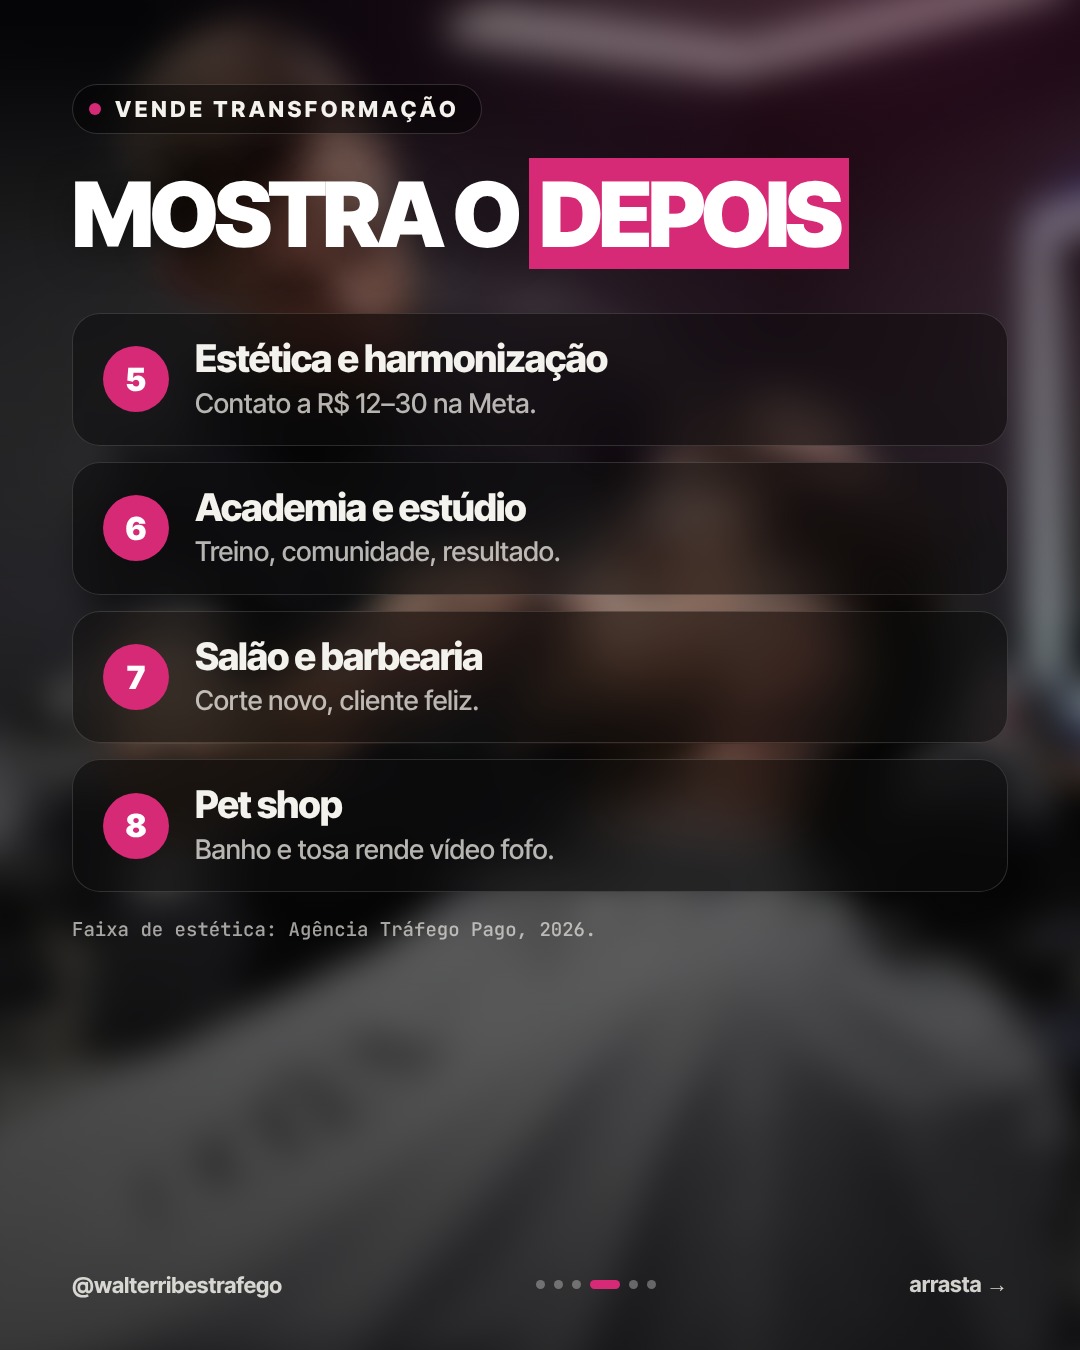 VENDE TRANSFORMAÇÃO
MOSTRA O DEPOIS
5
Estética e harmonização
Contato a R$ 12–30 na Meta.
6
Academia e estúdio
Treino, comunidade, resultado.
7
Salão e barbearia
Corte novo, cliente feliz.
8
Pet shop
Banho e tosa rende vídeo fofo.
Faixa de estética: Agência Tráfego Pago, 2026.
@walterribestrafego
arrasta →